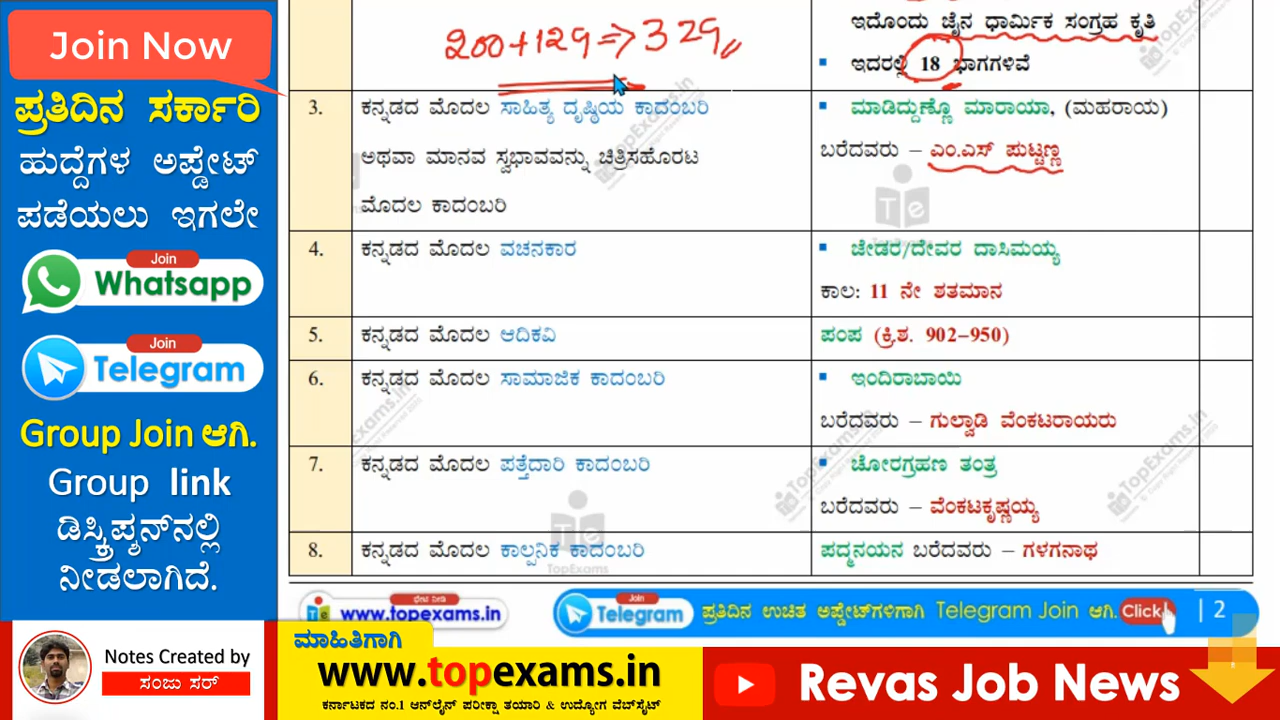 Join Now
ಪ್ರತಿದಿನ ಸರ್ಕಾರಿ
ಹುದ್ದೆಗಳ ಅಪ್ಡೇಟ್
ಪಡೆಯಲು ಇಗಲೇ
Join
Whatsapp
Join
Telegram
Group Join ಆಗಿ.
Group link
ಡಿಸ್ಕ್ರಿಪ್ಶನ್‌ನಲ್ಲಿ
ನೀಡಲಾಗಿದೆ.
200+129=>329
ಇದೊಂದು ಜೈನ ಧಾರ್ಮಿಕ ಸಂಗ್ರಹ ಕೃತಿ
ಇದರಲ್ಲಿ 18 ಭಾಗಗಳಿವೆ
3. ಕನ್ನಡದ ಮೊದಲ ಸಾಹಿತ್ಯ ದೃಷ್ಠಿಯ ಕಾದಂಬರಿ
ಅಥವಾ ಮಾನವ ಸ್ವಭಾವವನ್ನು ಚಿತ್ರಿಸಹೊರಟ
ಮೊದಲ ಕಾದಂಬರಿ
ಮಾಡಿದ್ದುಣ್ಣೊ ಮಾರಾಯಾ, (ಮಹರಾಯ)
ಬರೆದವರು – ಎಂ.ಎಸ್ ಪುಟ್ಟಣ್ಣ
4. ಕನ್ನಡದ ಮೊದಲ ವಚನಕಾರ
ಜೇಡರ/ದೇವರ ದಾಸಿಮಯ್ಯ
ಕಾಲ: 11 ನೇ ಶತಮಾನ
5. ಕನ್ನಡದ ಮೊದಲ ಆದಿಕವಿ
ಪಂಪ (ಕ್ರಿ.ಶ. 902-950)
6. ಕನ್ನಡದ ಮೊದಲ ಸಾಮಾಜಿಕ ಕಾದಂಬರಿ
ಇಂದಿರಾಬಾಯಿ
ಬರೆದವರು – ಗುಲ್ವಾಡಿ ವೆಂಕಟರಾಯರು
7. ಕನ್ನಡದ ಮೊದಲ ಪತ್ತೆದಾರಿ ಕಾದಂಬರಿ
ಚೋರಗ್ರಹಣ ತಂತ್ರ
ಬರೆದವರು – ವೆಂಕಟಕೃಷ್ಣಯ್ಯ
8. ಕನ್ನಡದ ಮೊದಲ ಕಾಲ್ಪನಿಕ ಕಾದಂಬರಿ
ಪದ್ಮನಯನ ಬರೆದವರು – ಗಳಗನಾಥ
TopExams
ಭೇಟಿ ನೀಡಿ
www.topexams.in
Join
Telegram
ಪ್ರತಿದಿನ ಉಚಿತ ಅಪ್ಡೇಟ್‌ಗಳಿಗಾಗಿ Telegram Join ಆಗಿ. Click | 2
Notes Created by
ಸಂಜು ಸರ್
ಮಾಹಿತಿಗಾಗಿ
www.topexams.in
ಕರ್ನಾಟಕದ ನಂ.1 ಆನ್‌ಲೈನ್ ಪರೀಕ್ಷಾ ತಯಾರಿ & ಉದ್ಯೋಗ ವೆಬ್‌ಸೈಟ್
Revas Job News